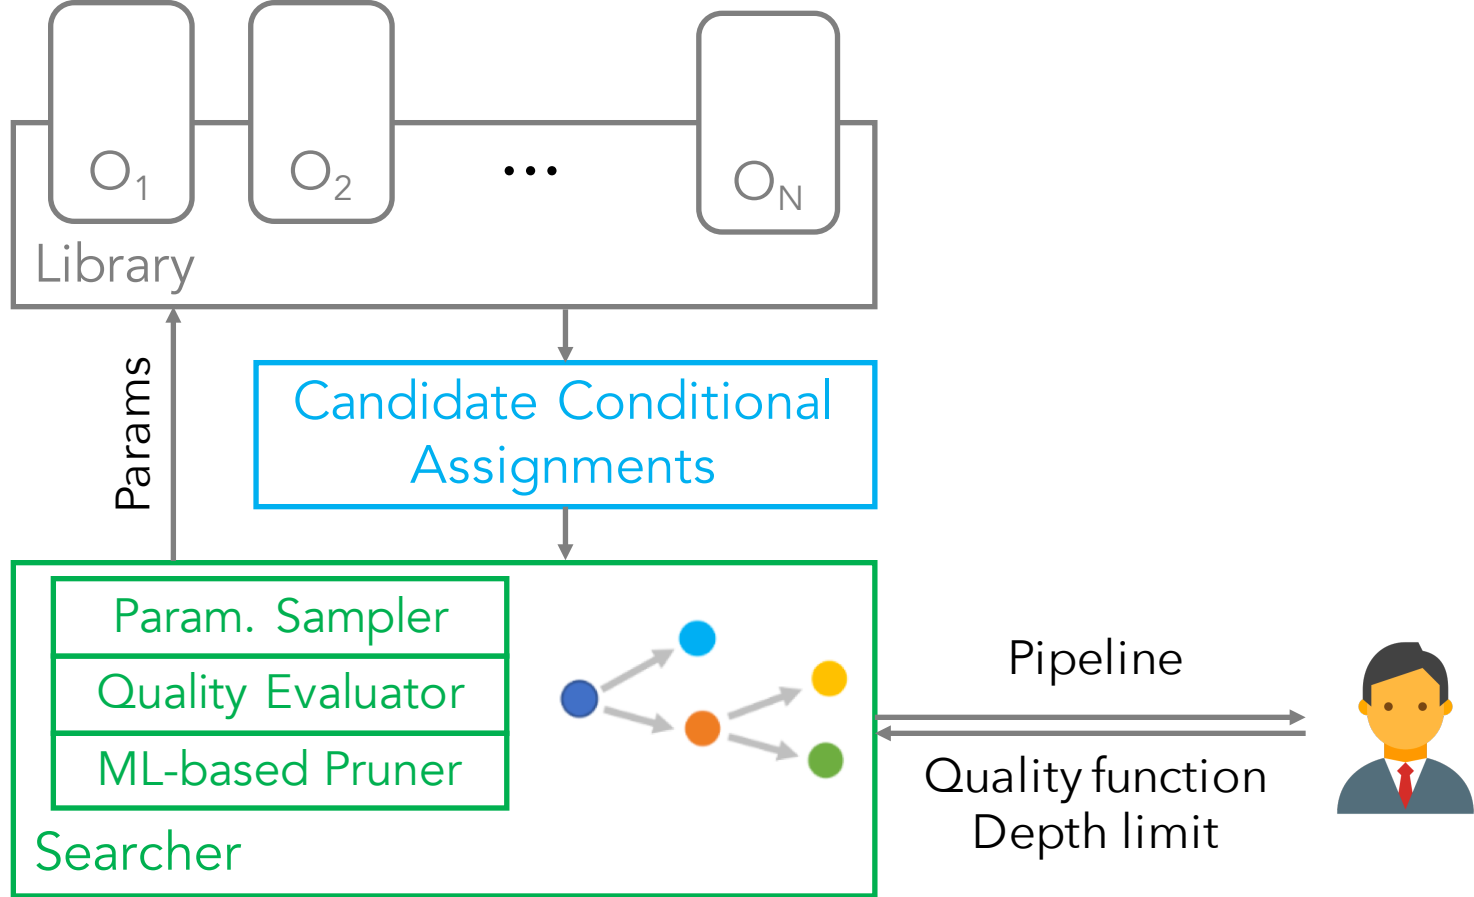 O1
O2
...
ON
Library
Params
Candidate Conditional
Assignments
Param. Sampler
Quality Evaluator
ML-based Pruner
Searcher
Pipeline
Quality function
Depth limit